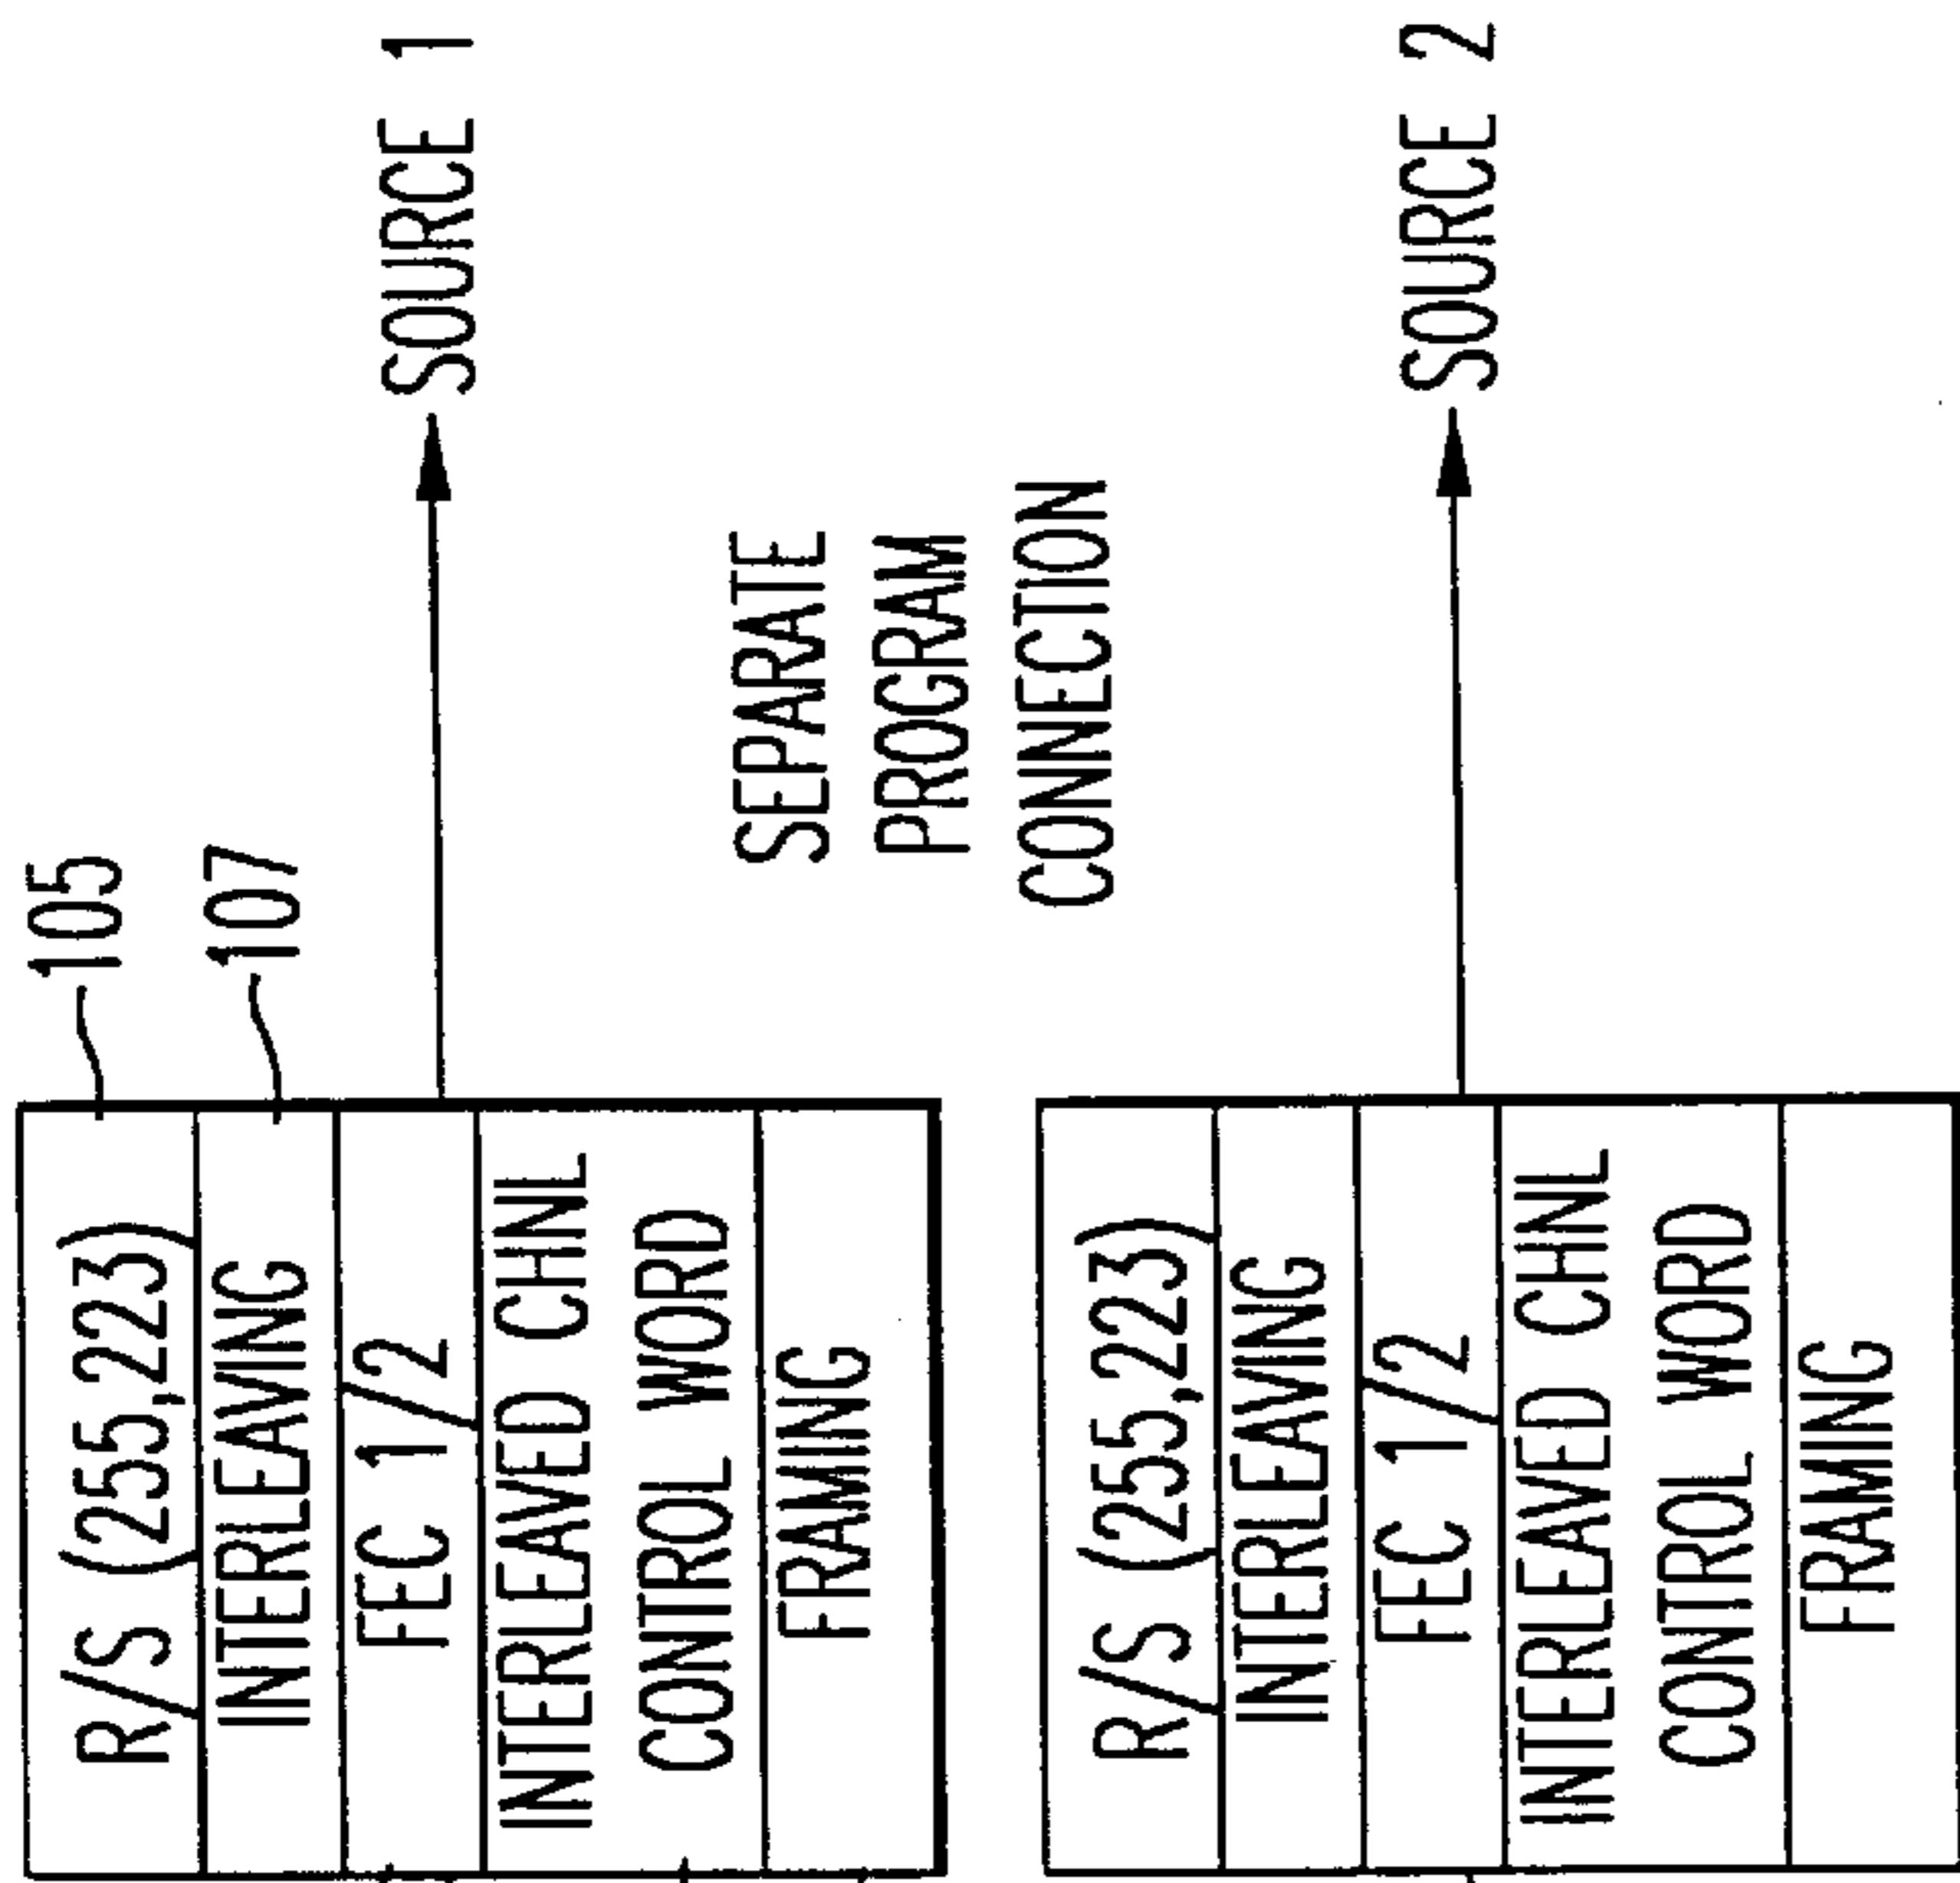 105
107
R/S (255,223)
INTERLEAVING
FEC 1/2
INTERLEAVED CHNL
CONTROL WORD
FRAMING
SOURCE 1
SEPARATE
PROGRAM
CONNECTION
R/S (255,223)
INTERLEAVING
FEC 1/2
INTERLEAVED CHNL
CONTROL WORD
FRAMING
SOURCE 2